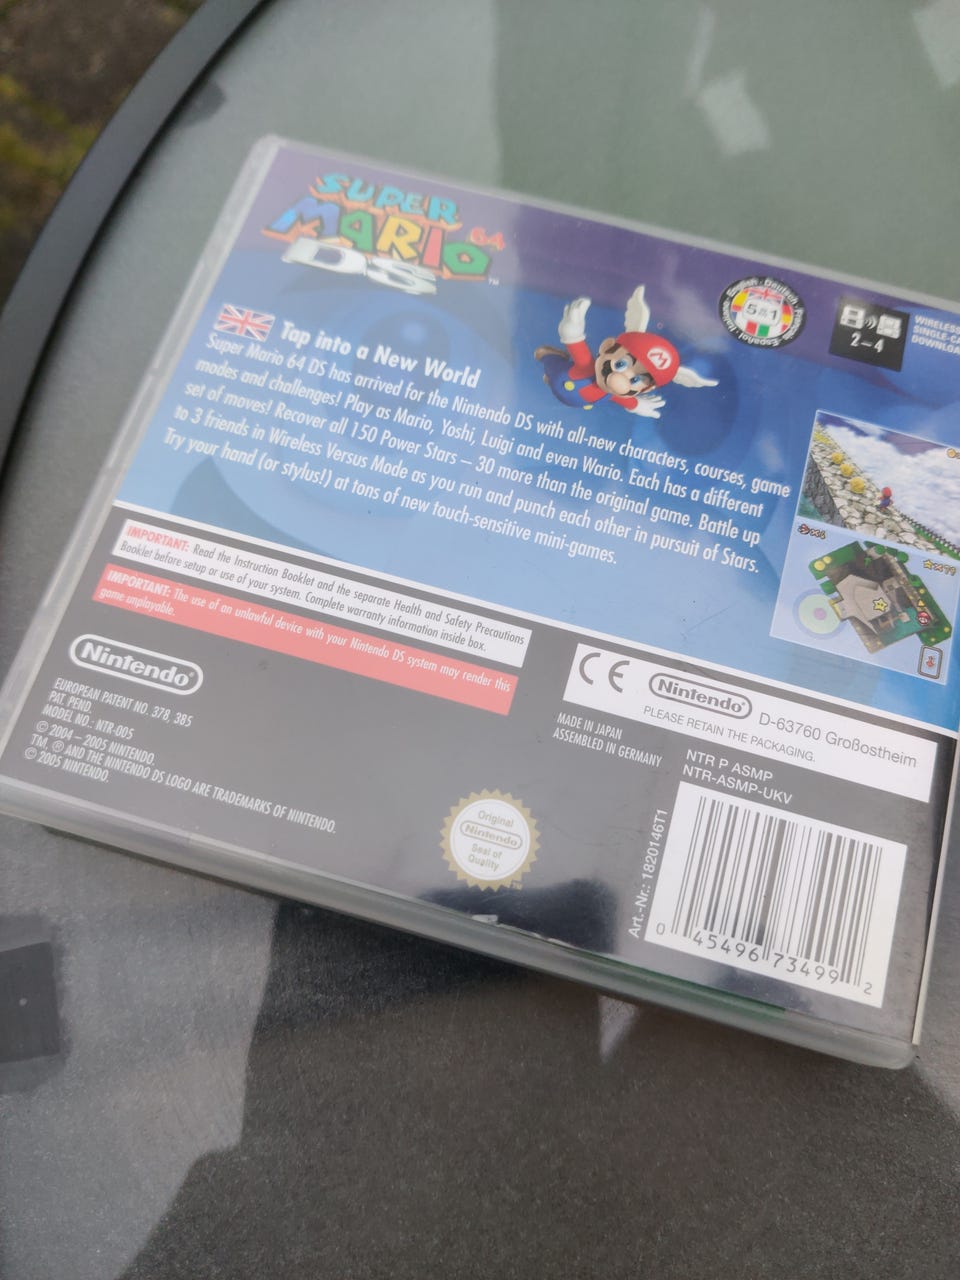 SUPER
MARIO 64
DS™
English · Deutsch · Français · Español · Italiano
5 in 1
2–4
WIRELESS
SINGLE-CA
DOWNLOA
Tap into a New World
Super Mario 64 DS has arrived for the Nintendo DS with all-new characters, courses, game
modes and challenges! Play as Mario, Yoshi, Luigi and even Wario. Each has a different
set of moves! Recover all 150 Power Stars – 30 more than the original game. Battle up
to 3 friends in Wireless Versus Mode as you run and punch each other in pursuit of Stars.
Try your hand (or stylus!) at tons of new touch-sensitive mini-games.
IMPORTANT: Read the Instruction Booklet and the separate Health and Safety Precautions
Booklet before setup or use of your system. Complete warranty information inside box.
IMPORTANT: The use of an unlawful device with your Nintendo DS system may render this
game unplayable.
Nintendo®
EUROPEAN PATENT NO. 378, 385
PAT. PEND.
MODEL NO.: NTR-005
© 2004 – 2005 NINTENDO.
TM, ® AND THE NINTENDO DS LOGO ARE TRADEMARKS OF NINTENDO.
© 2005 NINTENDO.
CE Nintendo® D-63760 Großostheim
PLEASE RETAIN THE PACKAGING.
MADE IN JAPAN
ASSEMBLED IN GERMANY
NTR P ASMP
NTR-ASMP-UKV
Original
Nintendo
Seal of
Quality
Art.-Nr.: 1820146T1
0 45496 73499 2